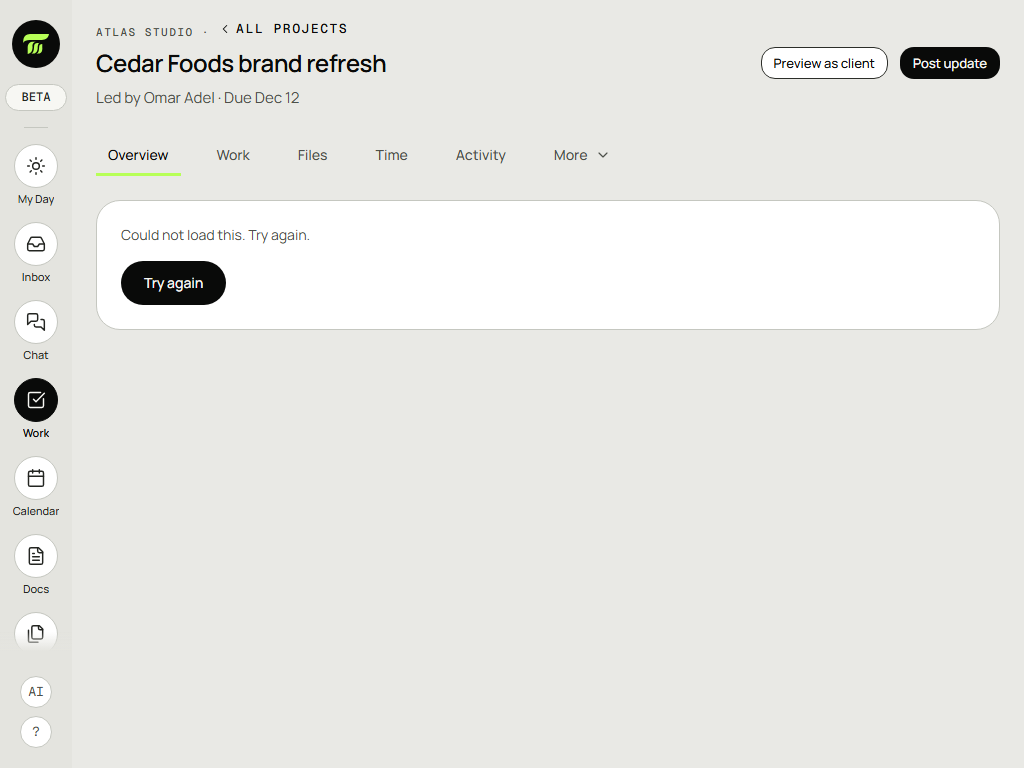 ATLAS STUDIO · ALL PROJECTS
Cedar Foods brand refresh
Led by Omar Adel · Due Dec 12
Preview as client
Post update
BETA
My Day
Inbox
Chat
Work
Calendar
Docs
AI
?
Overview
Work
Files
Time
Activity
More
Could not load this. Try again.
Try again